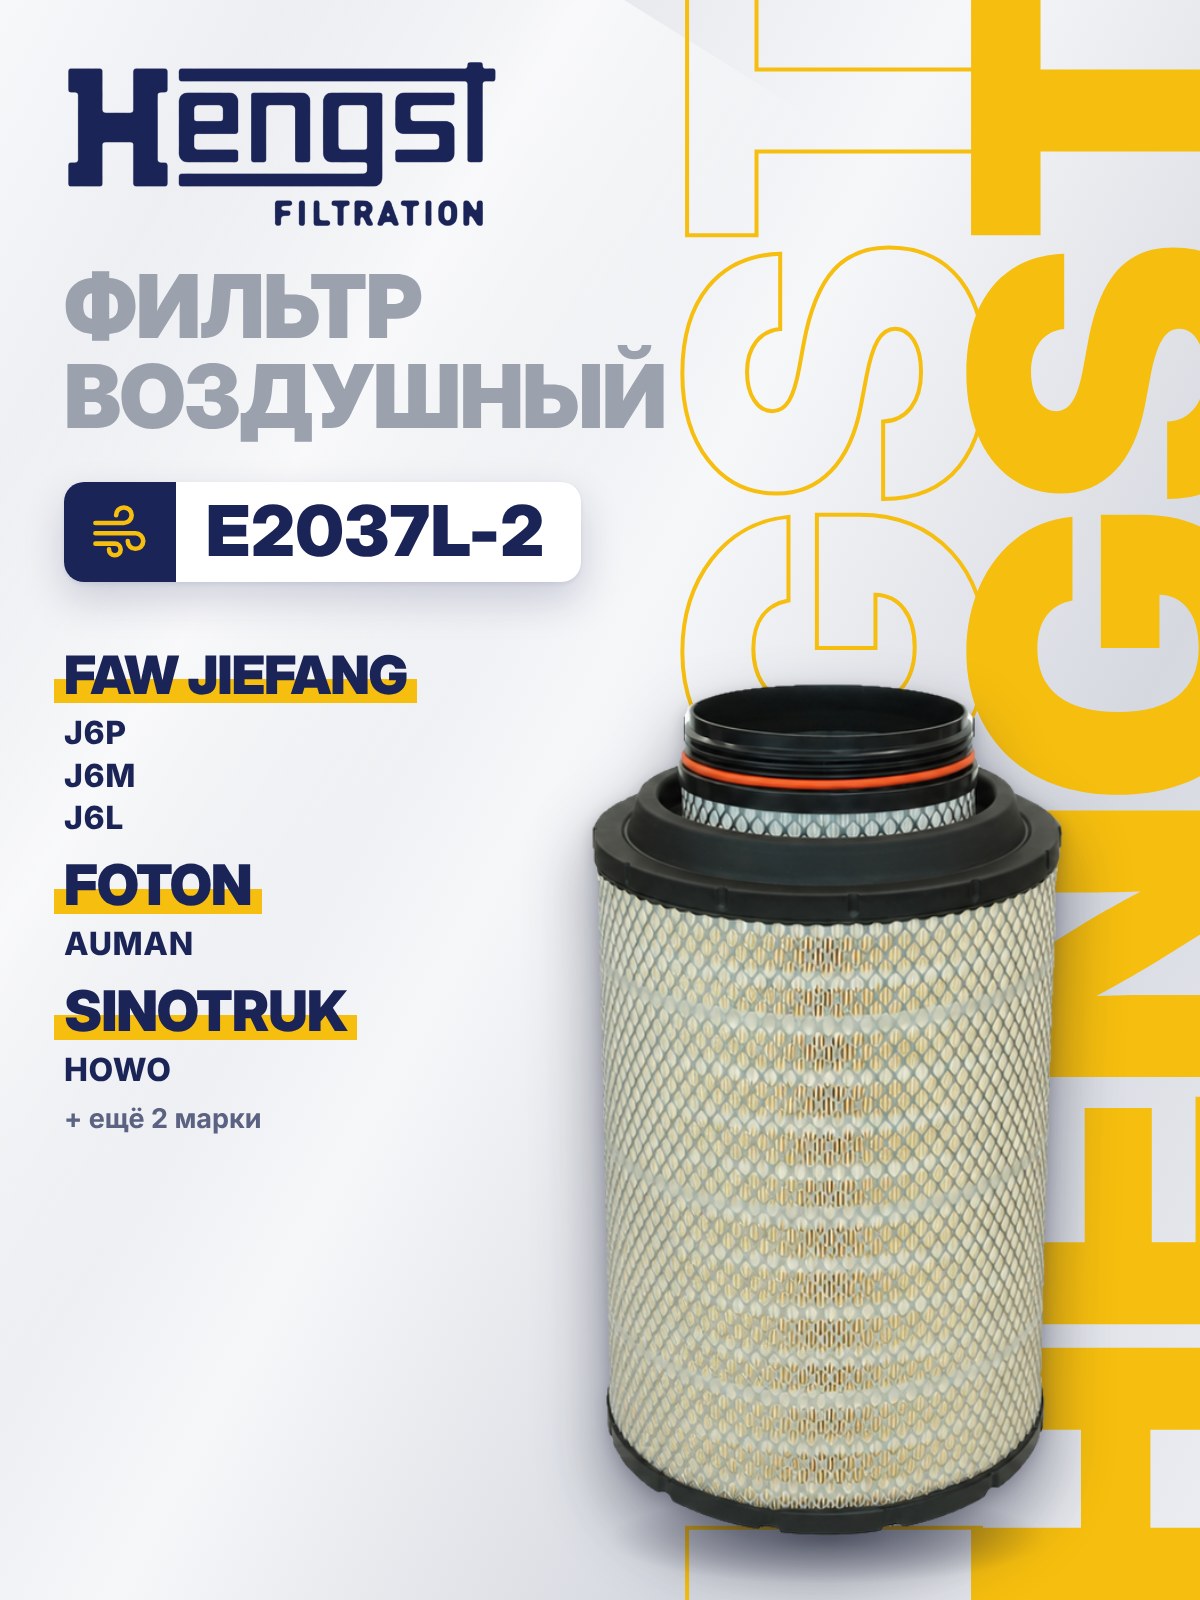 Hengst
FILTRATION
ФИЛЬТР
ВОЗДУШНЫЙ
E2037L-2
FAW JIEFANG
J6P
J6M
J6L
FOTON
AUMAN
SINOTRUK
HOWO
+ ещё 2 марки
HENGST